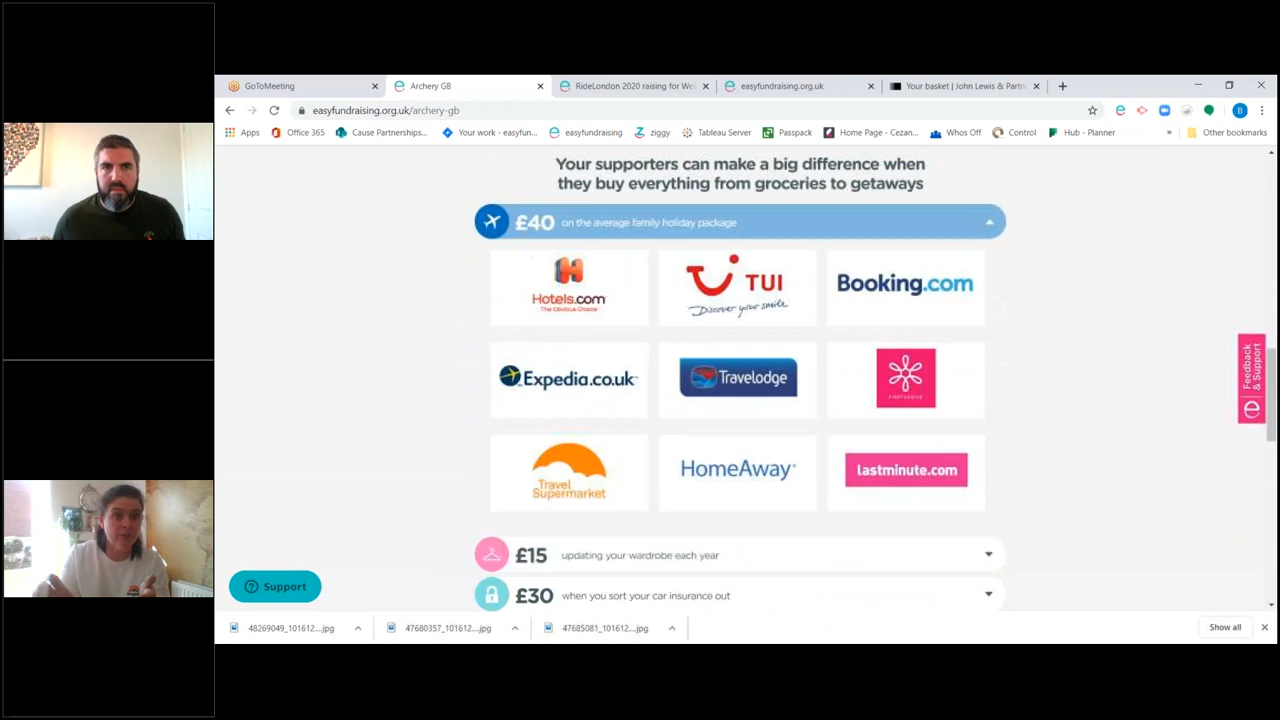 GoToMeeting
Archery GB
RideLondon 2020 raising for We
easyfundraising.org.uk
Your basket | John Lewis & Partn
easyfundraising.org.uk/archery-gb
B
Apps
Office 365
Cause Partnerships...
Your work - easyfun...
easyfundraising
ziggy
Tableau Server
Passpack
Home Page - Cezan...
Whos Off
Control
Hub - Planner
»
Other bookmarks
Your supporters can make a big difference when
they buy everything from groceries to getaways
£40 on the average family holiday package
Hotels.com
The Obvious Choice
TUI
Discover your smile
Booking.com
Expedia.co.uk
Travelodge
Travel
Supermarket
HomeAway
lastminute.com
£15 updating your wardrobe each year
£30 when you sort your car insurance out
Feedback
& Support
? Support
48269049_101612....jpg
47680357_101612....jpg
47685081_101612....jpg
Show all